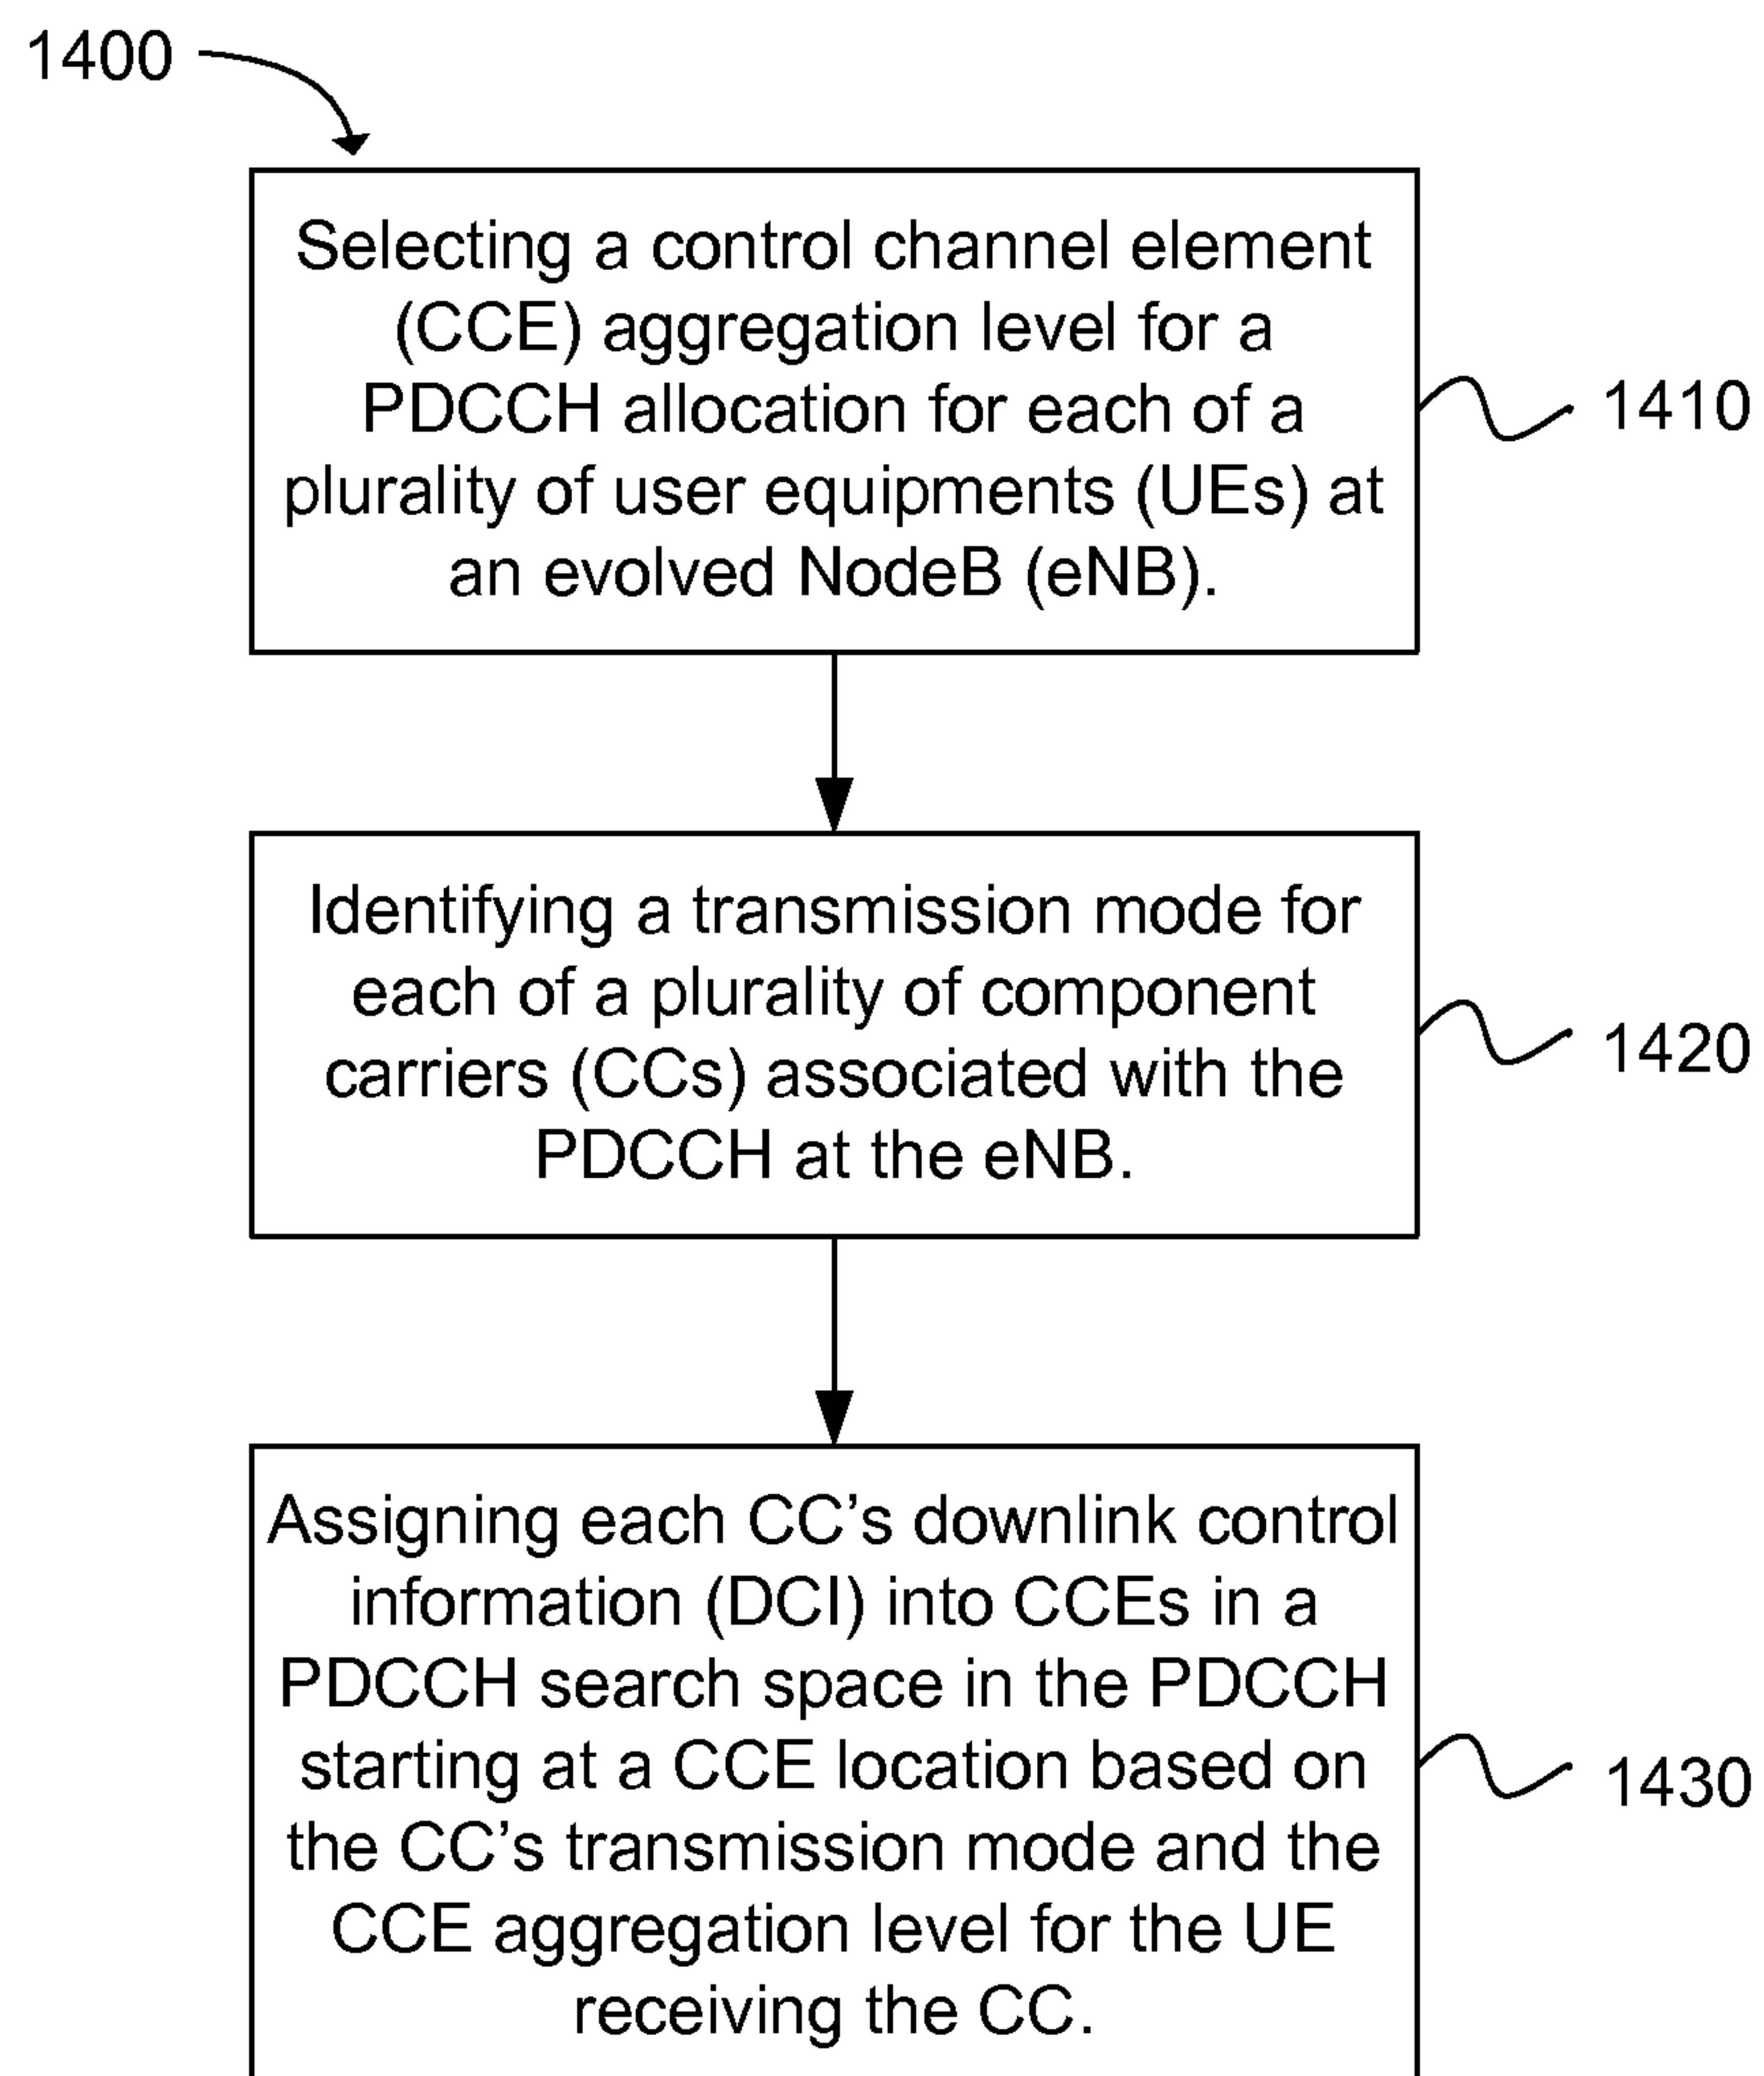 1400
Selecting a control channel element
(CCE) aggregation level for a
PDCCH allocation for each of a
plurality of user equipments (UEs) at
an evolved NodeB (eNB).
1410
Identifying a transmission mode for
each of a plurality of component
carriers (CCs) associated with the
PDCCH at the eNB.
1420
Assigning each CC’s downlink control
information (DCI) into CCEs in a
PDCCH search space in the PDCCH
starting at a CCE location based on
the CC’s transmission mode and the
CCE aggregation level for the UE
receiving the CC.
1430